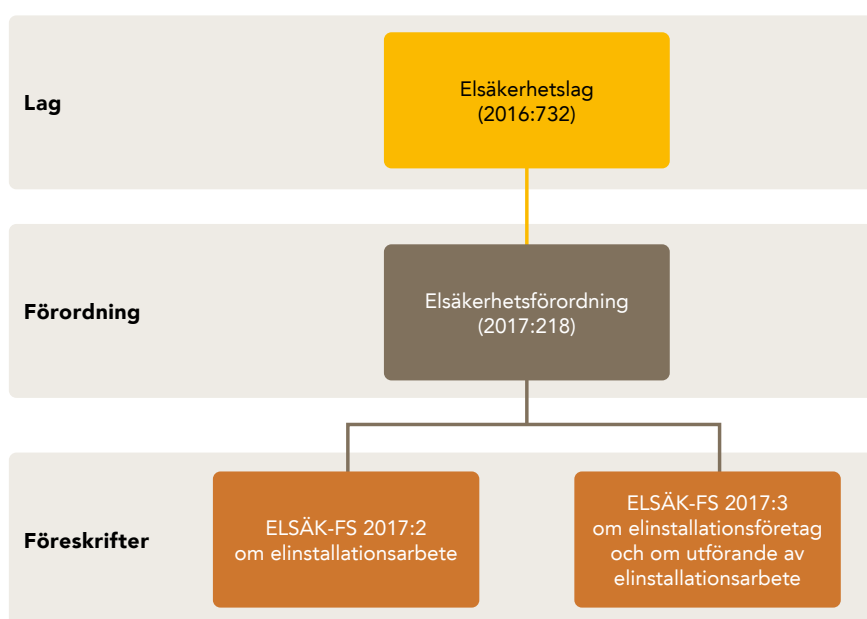 Lag
Elsäkerhetslag
(2016:732)
Förordning
Elsäkerhetsförordning
(2017:218)
Föreskrifter
ELSÄK-FS 2017:2
om elinstallationsarbete
ELSÄK-FS 2017:3
om elinstallationsföretag
och om utförande av
elinstallationsarbete